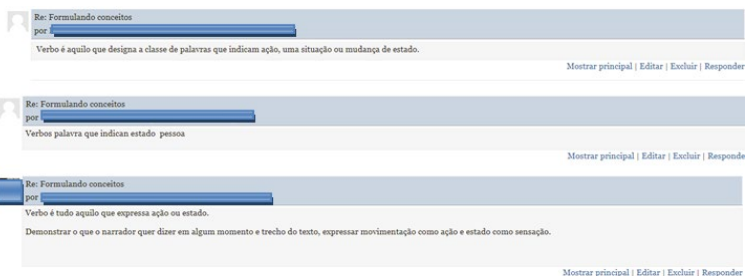 Re: Formulando conceitos
por
Verbo é aquilo que designa a classe de palavras que indicam ação, uma situação ou mudança de estado.
Mostrar principal | Editar | Excluir | Responder
Re: Formulando conceitos
por
Verbos palavra que indican estado pessoa
Mostrar principal | Editar | Excluir | Responde
Re: Formulando conceitos
por
Verbo é tudo aquilo que expressa ação ou estado.
Demonstrar o que o narrador quer dizer em algum momento e trecho do texto, expressar movimentação como ação e estado como sensação.
Mostrar principal | Editar | Excluir | Responder